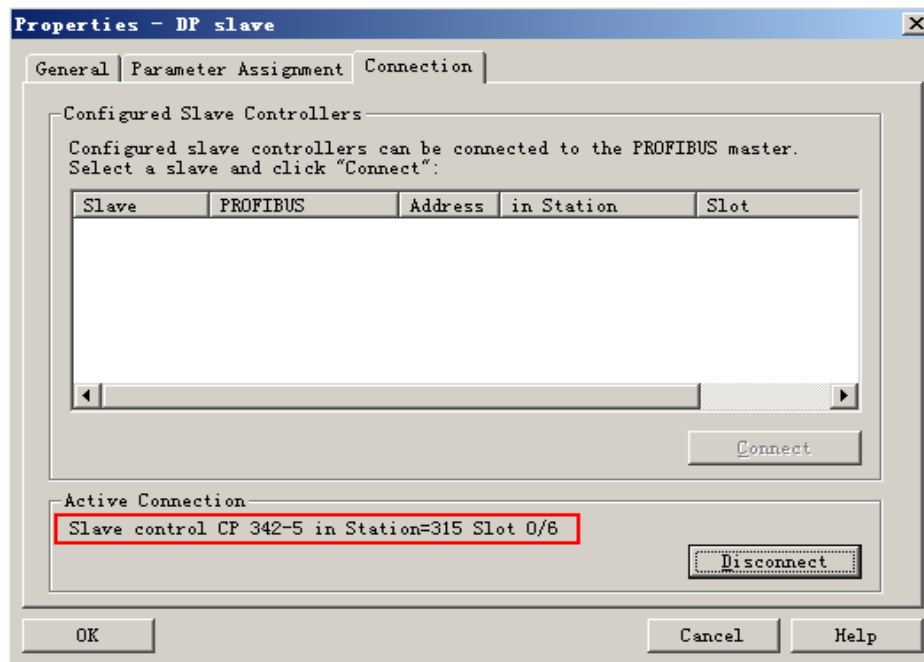 Properties - DP slave
General Parameter Assignment Connection
Configured Slave Controllers
Configured slave controllers can be connected to the PROFIBUS master.
Select a slave and click "Connect":
Slave PROFIBUS Address in Station Slot
Connect
Active Connection
Slave control CP 342-5 in Station=315 Slot 0/6
Disconnect
OK Cancel Help